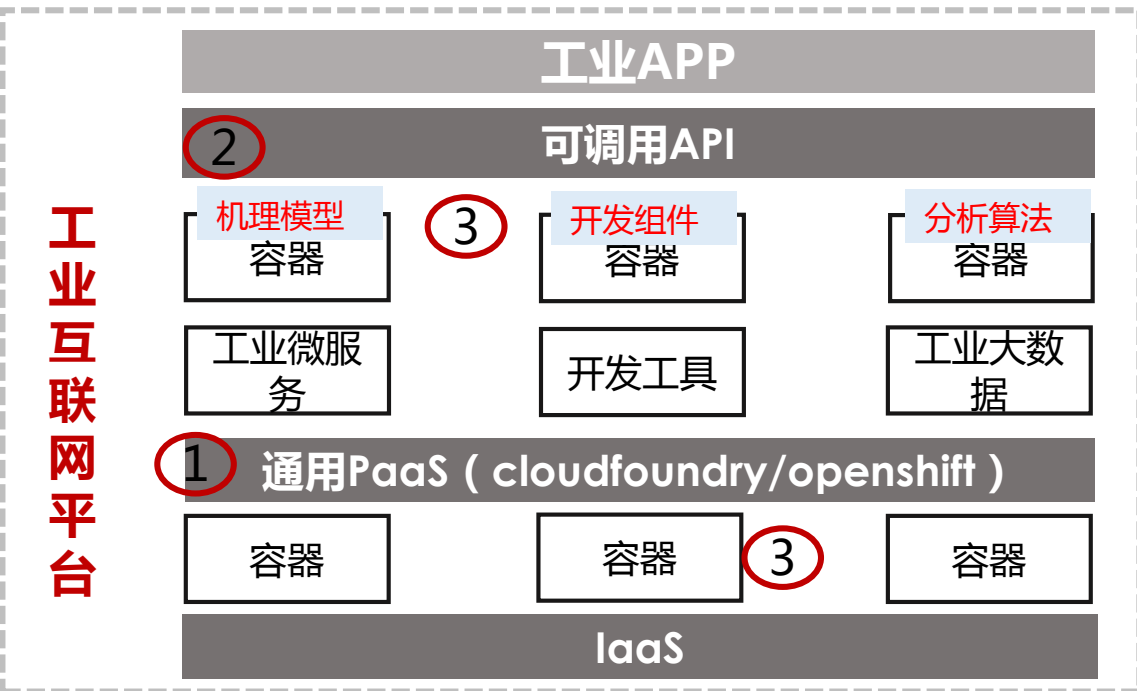 工业互联网平台
工业APP
2
可调用API
机理模型
容器
3
开发组件
容器
分析算法
容器
工业微服
务
开发工具
工业大数
据
1
通用PaaS（cloudfoundry/openshift）
容器
容器
3
容器
IaaS